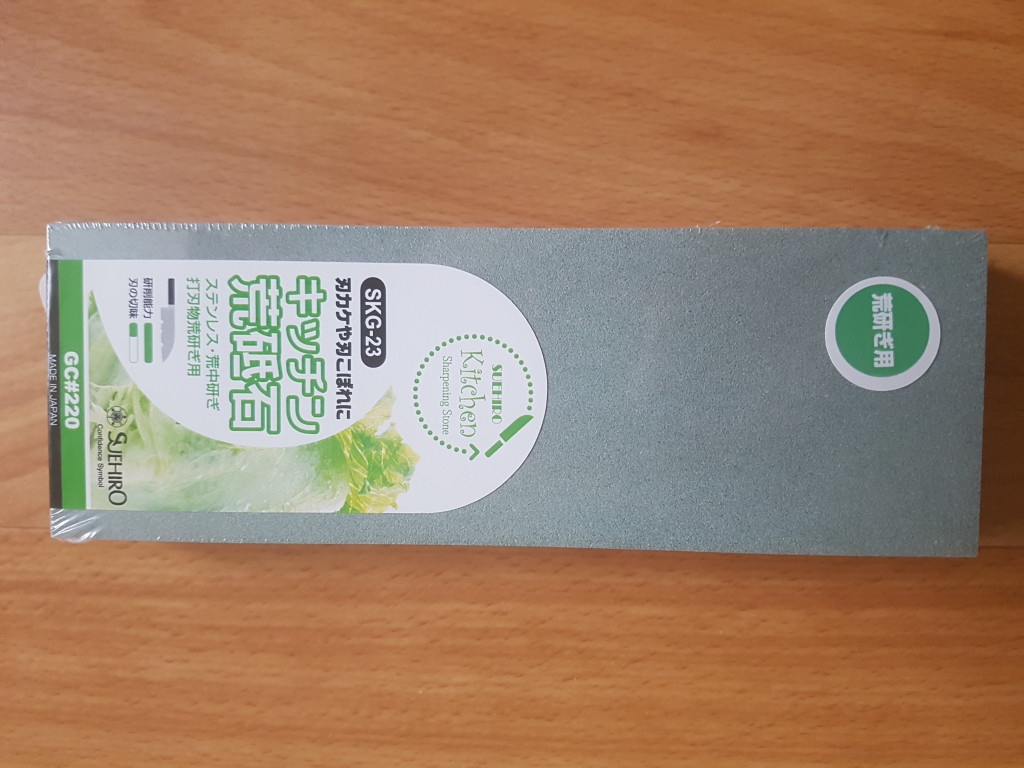 SUEHIRO
Kitchen
Sharpening Stone
SKG-23
刃カケや刃こぼれに
キッチン
荒砥石
ステンレス・荒中研ぎ
打刃物荒研ぎ用
研削能力
刃の切味
SUEHIRO
Confidence Symbol
GC#220
MADE IN JAPAN
荒研ぎ用